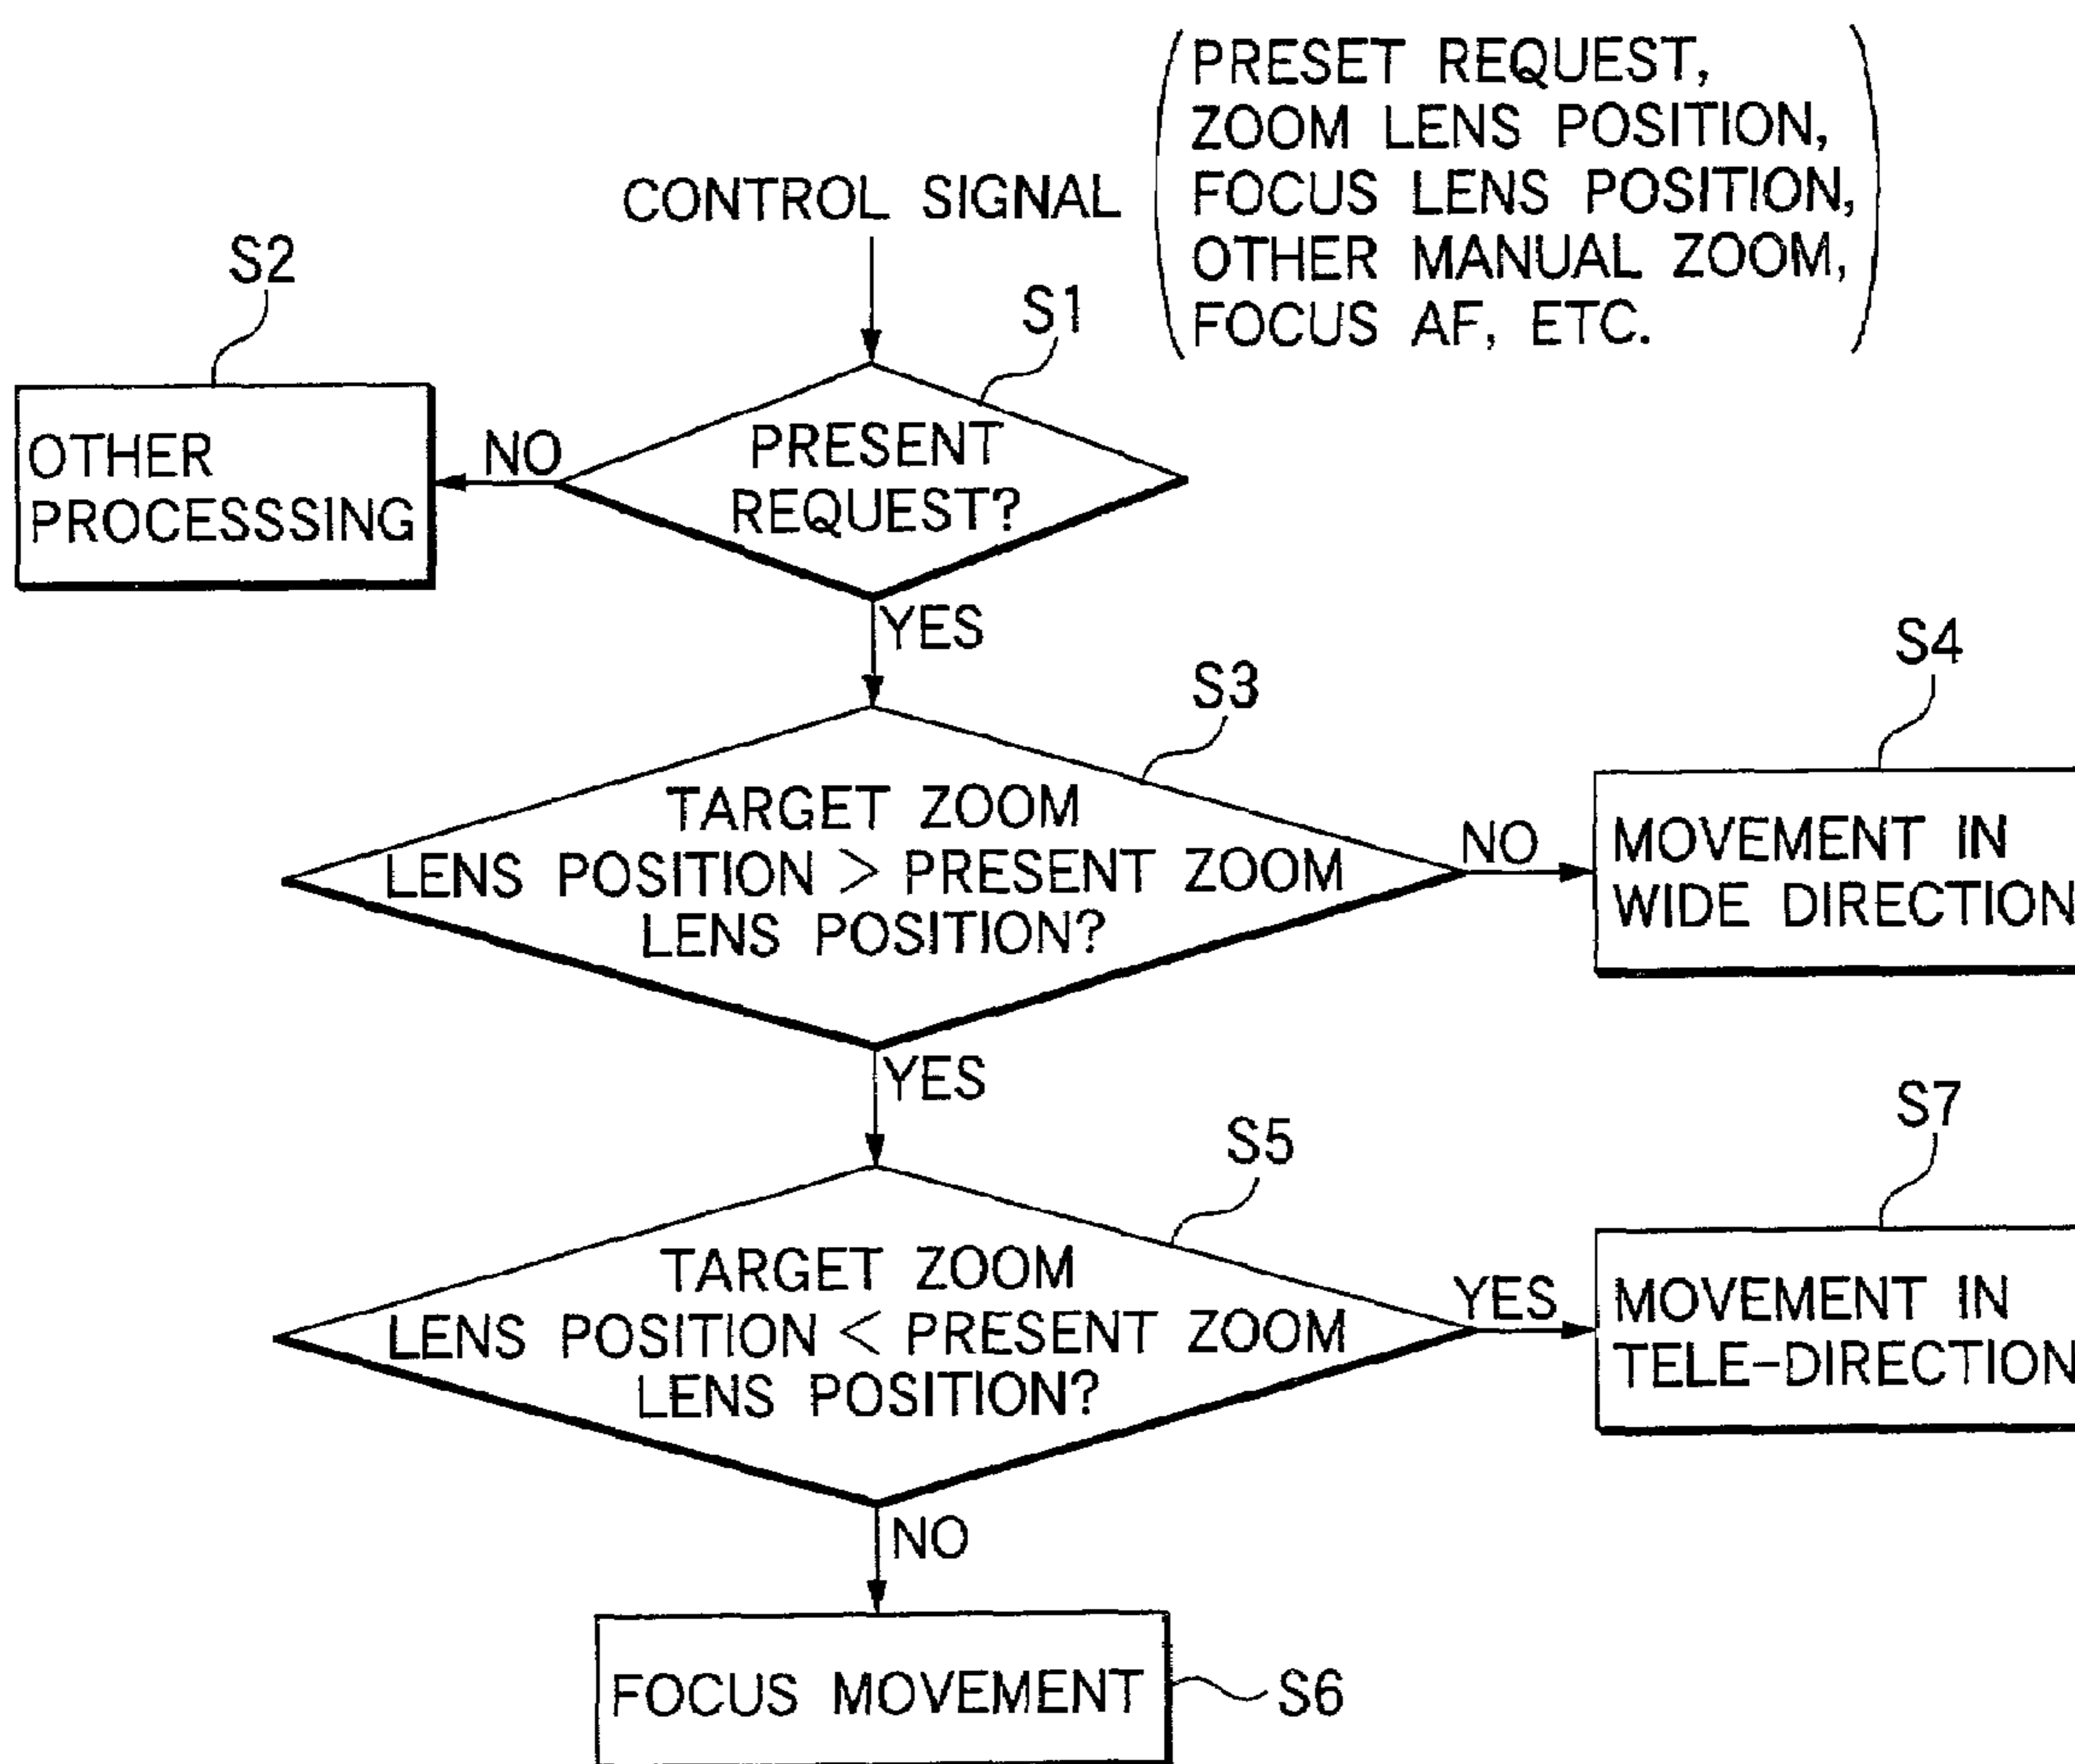 PRESET REQUEST,
ZOOM LENS POSITION,
FOCUS LENS POSITION,
OTHER MANUAL ZOOM,
FOCUS AF, ETC.
CONTROL SIGNAL
S2
S1
OTHER
PROCESSSING
NO
PRESENT
REQUEST?
YES
S3
S4
TARGET ZOOM
LENS POSITION > PRESENT ZOOM
LENS POSITION?
NO
MOVEMENT IN
WIDE DIRECTION
YES
S5
S7
TARGET ZOOM
LENS POSITION < PRESENT ZOOM
LENS POSITION?
YES
MOVEMENT IN
TELE-DIRECTION
NO
FOCUS MOVEMENT
S6